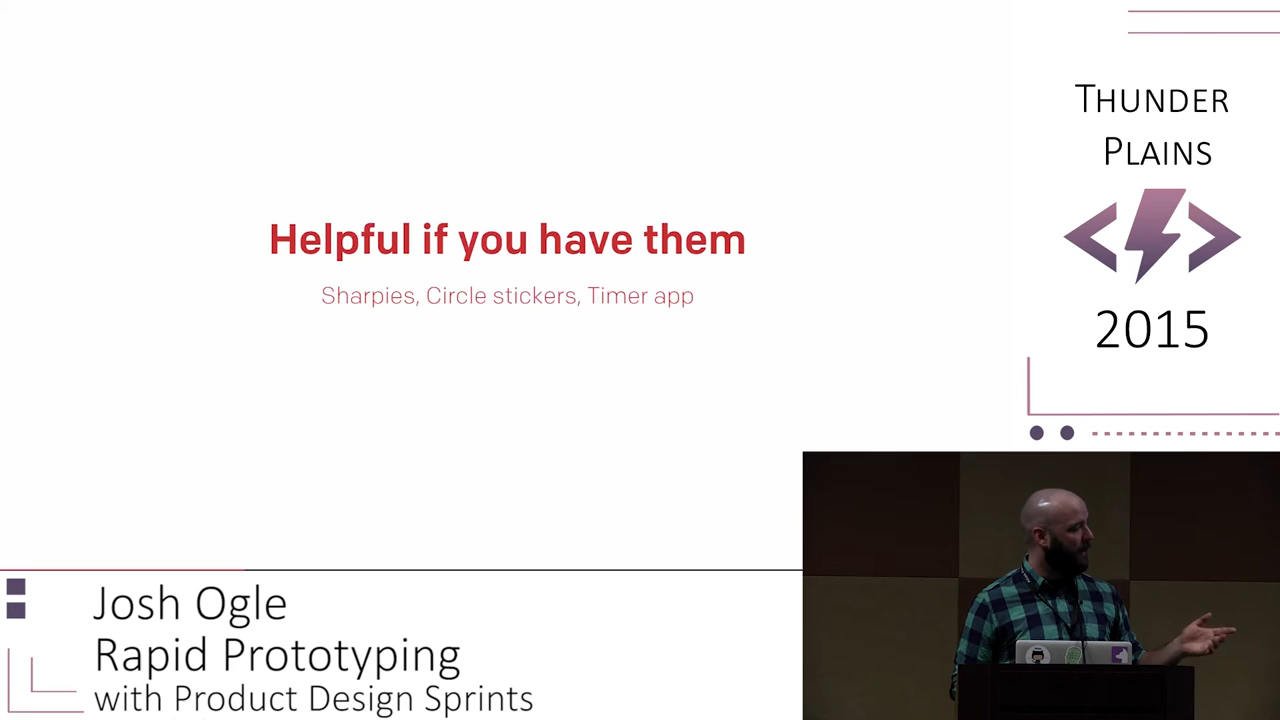 Helpful if you have them
Sharpies, Circle stickers, Timer app
THUNDER
PLAINS
2015
Josh Ogle
Rapid Prototyping
with Product Design Sprints